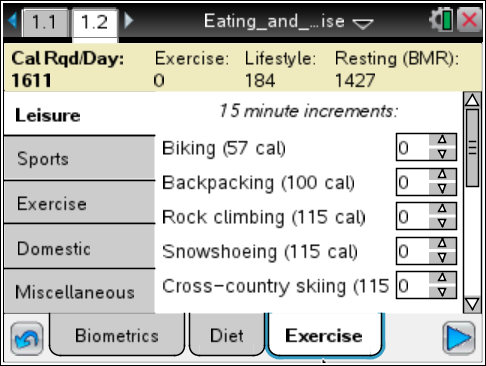 1.1 1.2 Eating_and_...ise
Cal Rqd/Day: Exercise: Lifestyle: Resting (BMR):
1611 0 184 1427
Leisure
Sports
Exercise
Domestic
Miscellaneous
15 minute increments:
Biking (57 cal) 0
Backpacking (100 cal) 0
Rock climbing (115 cal) 0
Snowshoeing (115 cal) 0
Cross-country skiing (115 0
Biometrics Diet Exercise